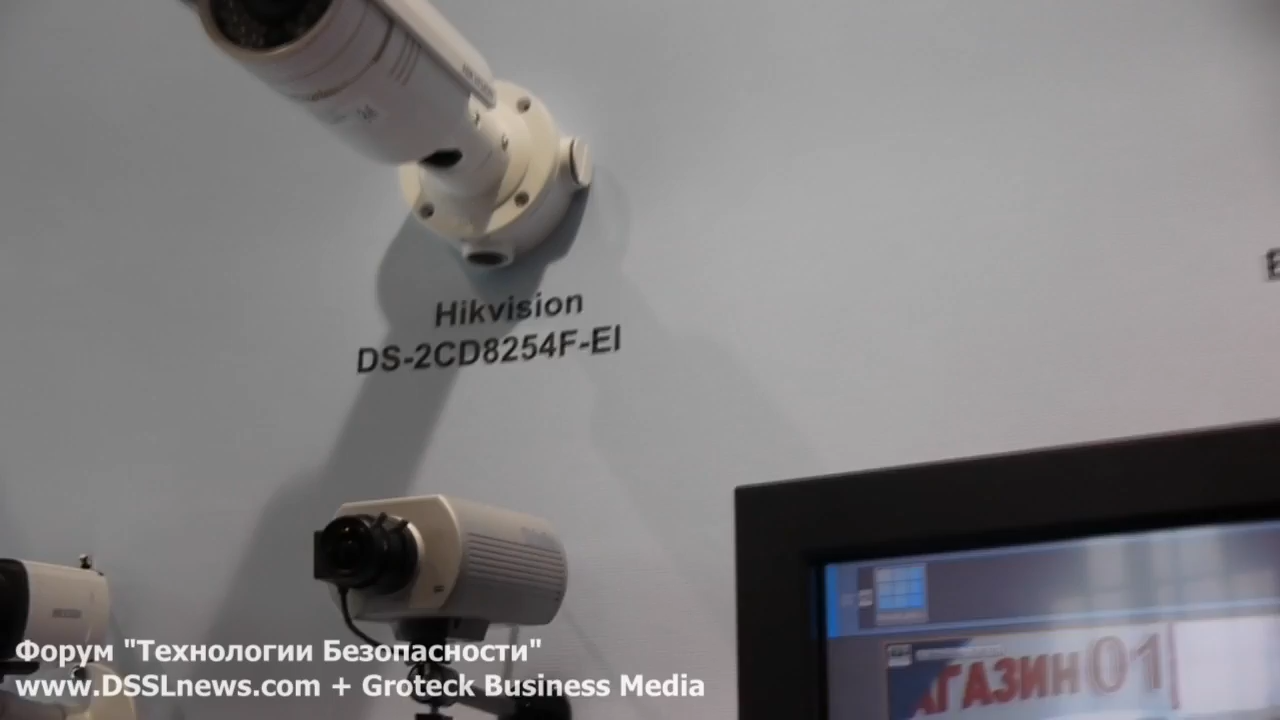 Hikvision
DS-2CD8254F-EI
АГАЗИН 01
Форум "Технологии Безопасности"
www.DSSLnews.com + Groteck Business Media